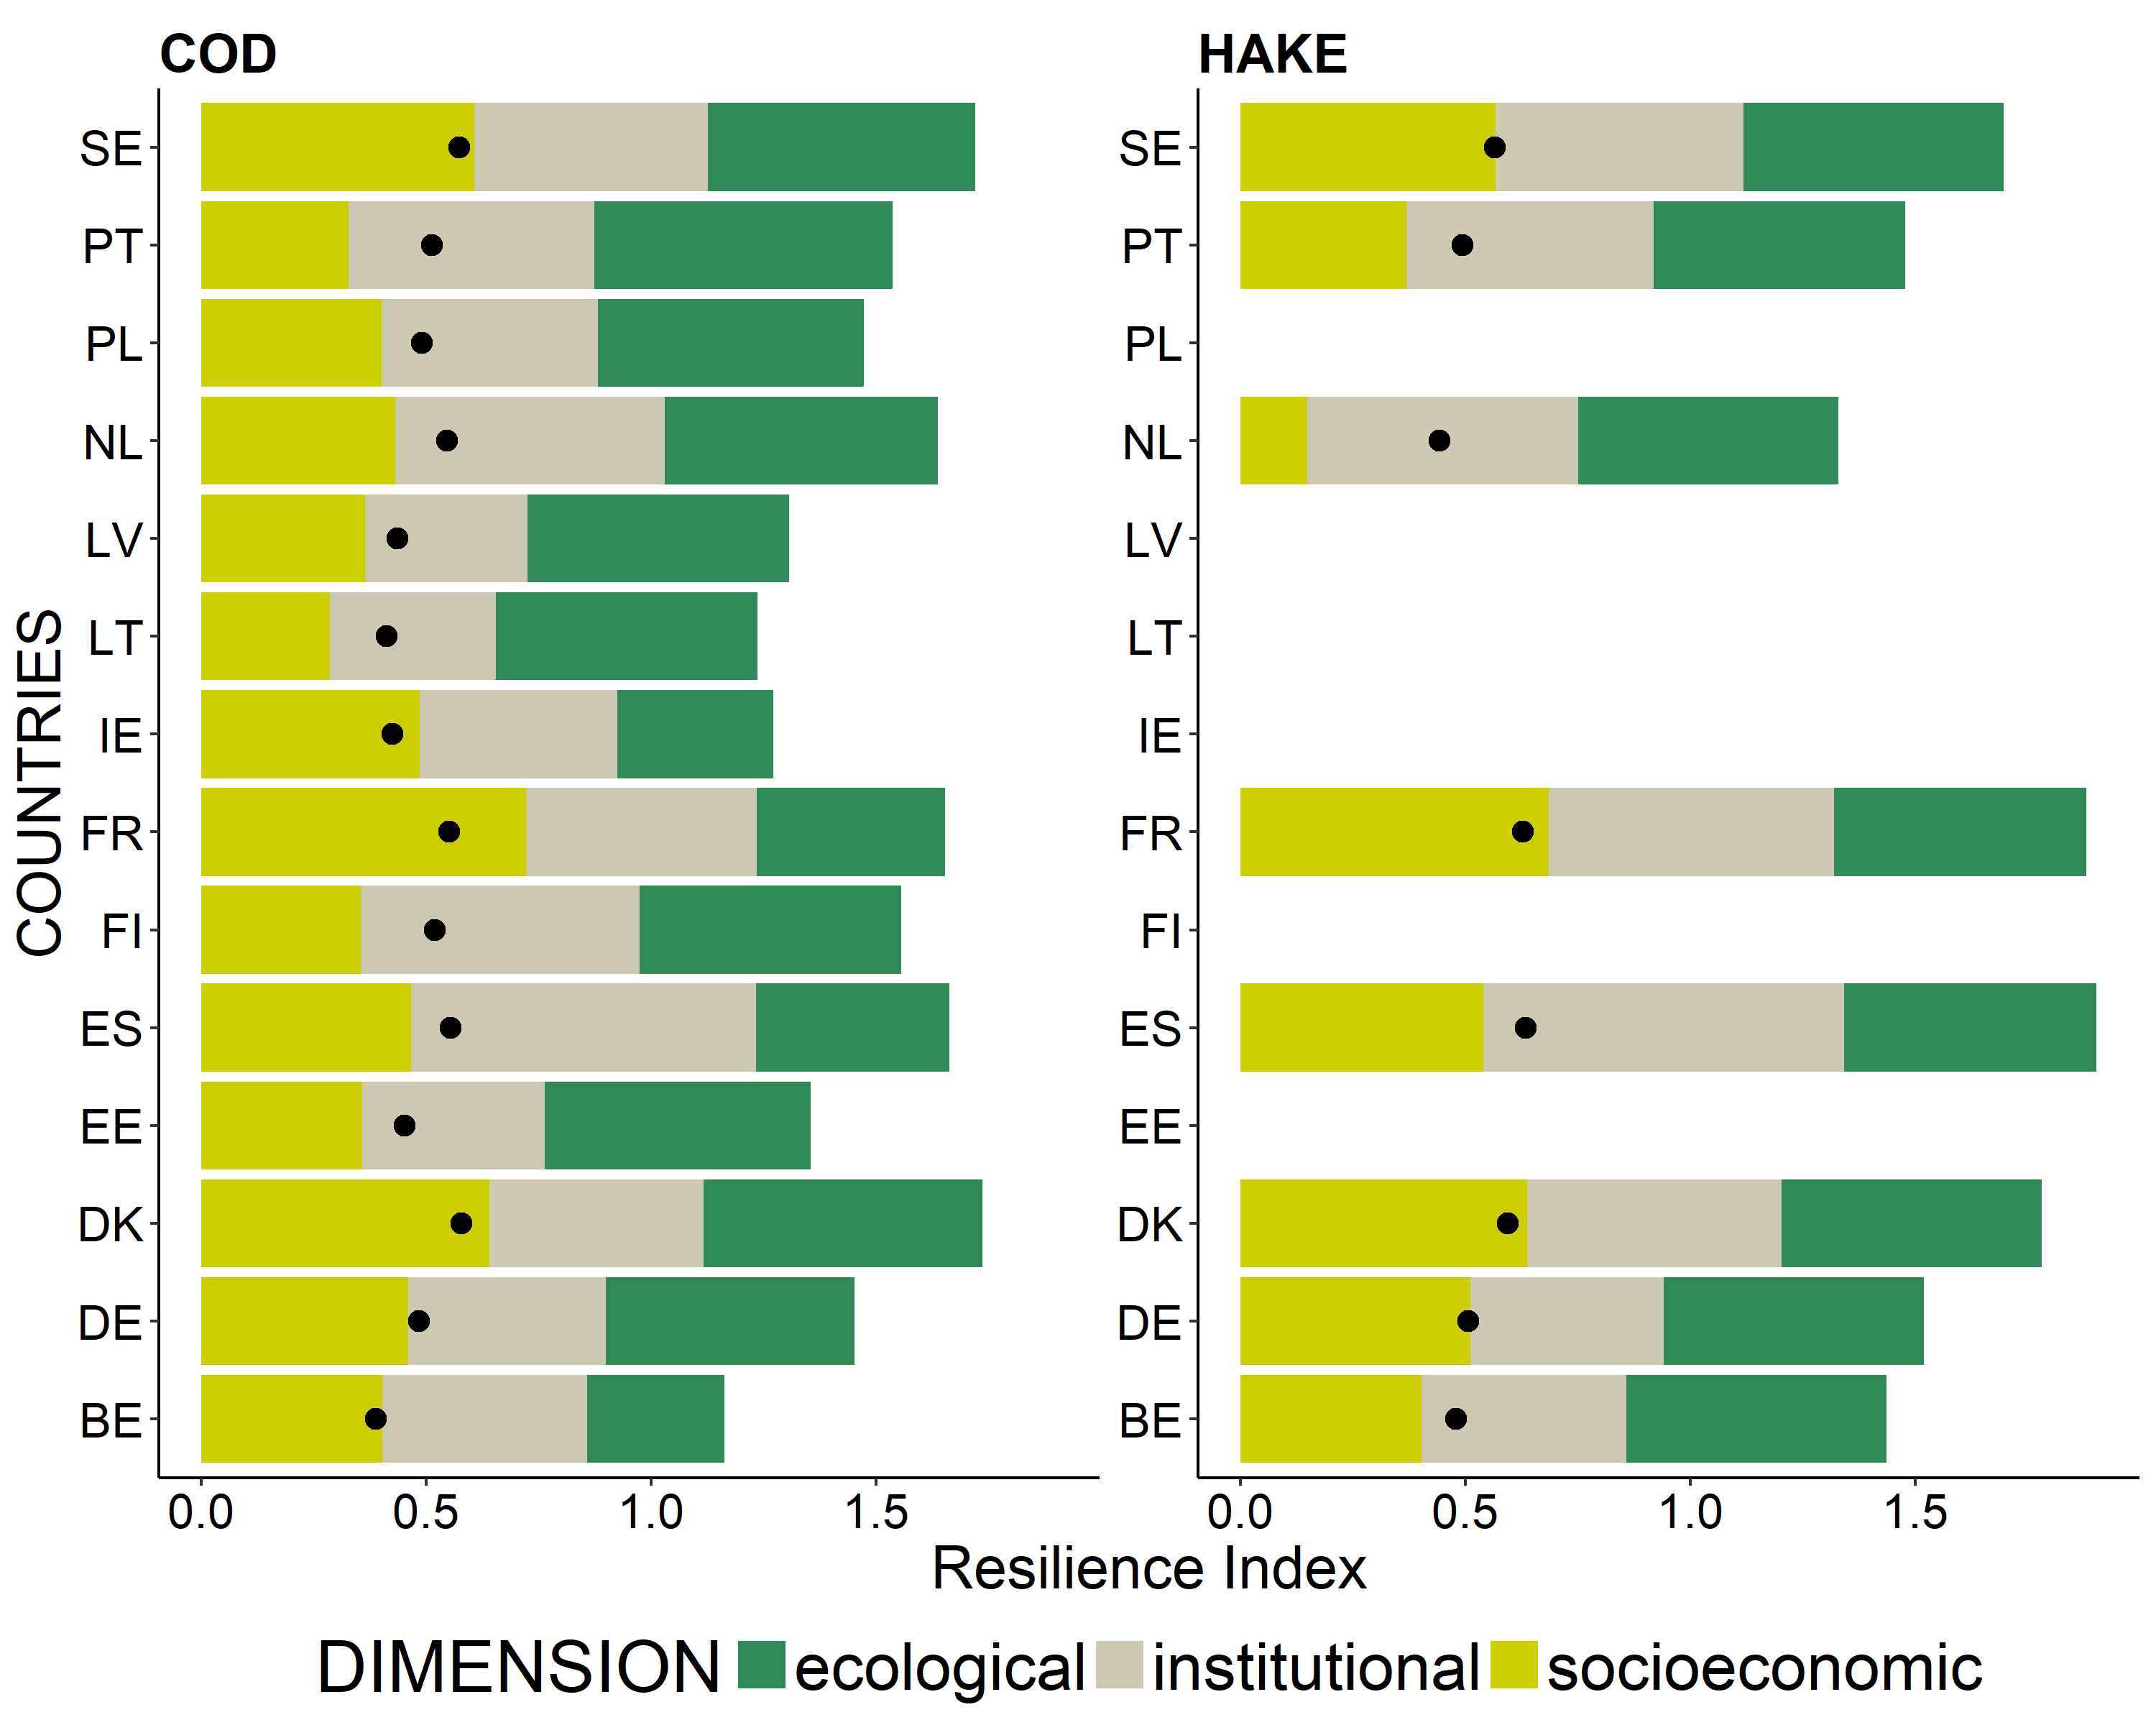 COD
SE
PT
PL
NL
LV
LT
IE
FR
FI
ES
EE
DK
DE
BE
0.0 0.5 1.0 1.5
HAKE
SE
PT
PL
NL
LV
LT
IE
FR
FI
ES
EE
DK
DE
BE
0.0 0.5 1.0 1.5
COUNTRIES
Resilience Index
DIMENSION ecological institutional socioeconomic